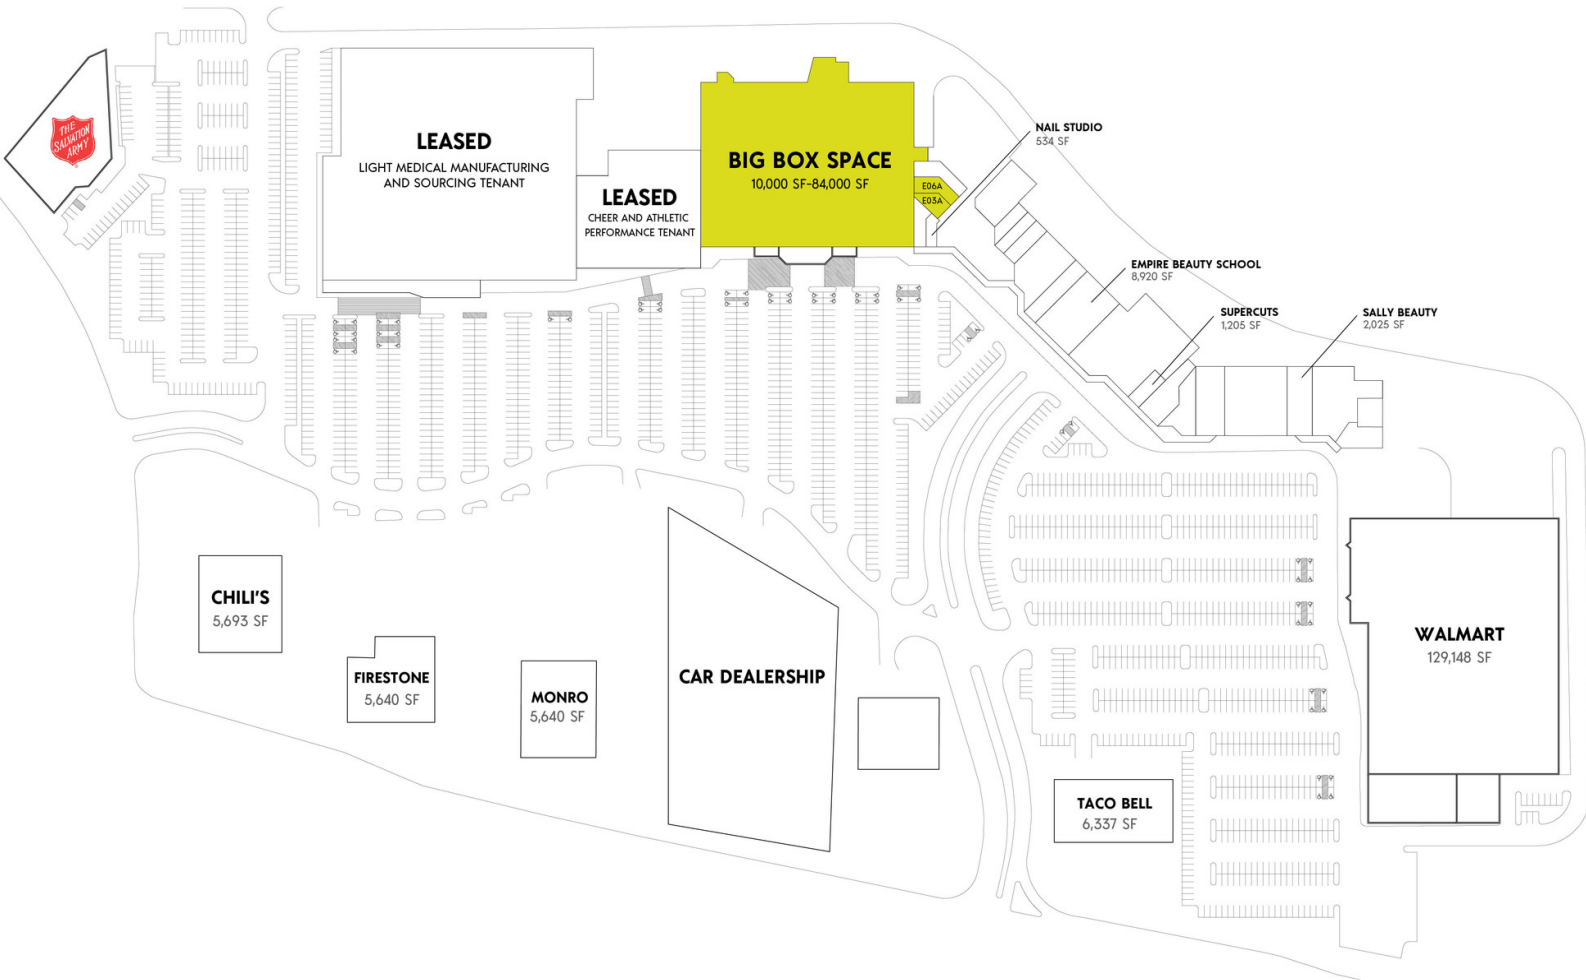 THE
SALVATION
ARMY
LEASED
LIGHT MEDICAL MANUFACTURING
AND SOURCING TENANT
LEASED
CHEER AND ATHLETIC
PERFORMANCE TENANT
BIG BOX SPACE
10,000 SF-84,000 SF
E06A
E03A
NAIL STUDIO
534 SF
EMPIRE BEAUTY SCHOOL
8,920 SF
SUPERCUTS
1,205 SF
SALLY BEAUTY
2,025 SF
CHILI'S
5,693 SF
FIRESTONE
5,640 SF
MONRO
5,640 SF
CAR DEALERSHIP
TACO BELL
6,337 SF
WALMART
129,148 SF